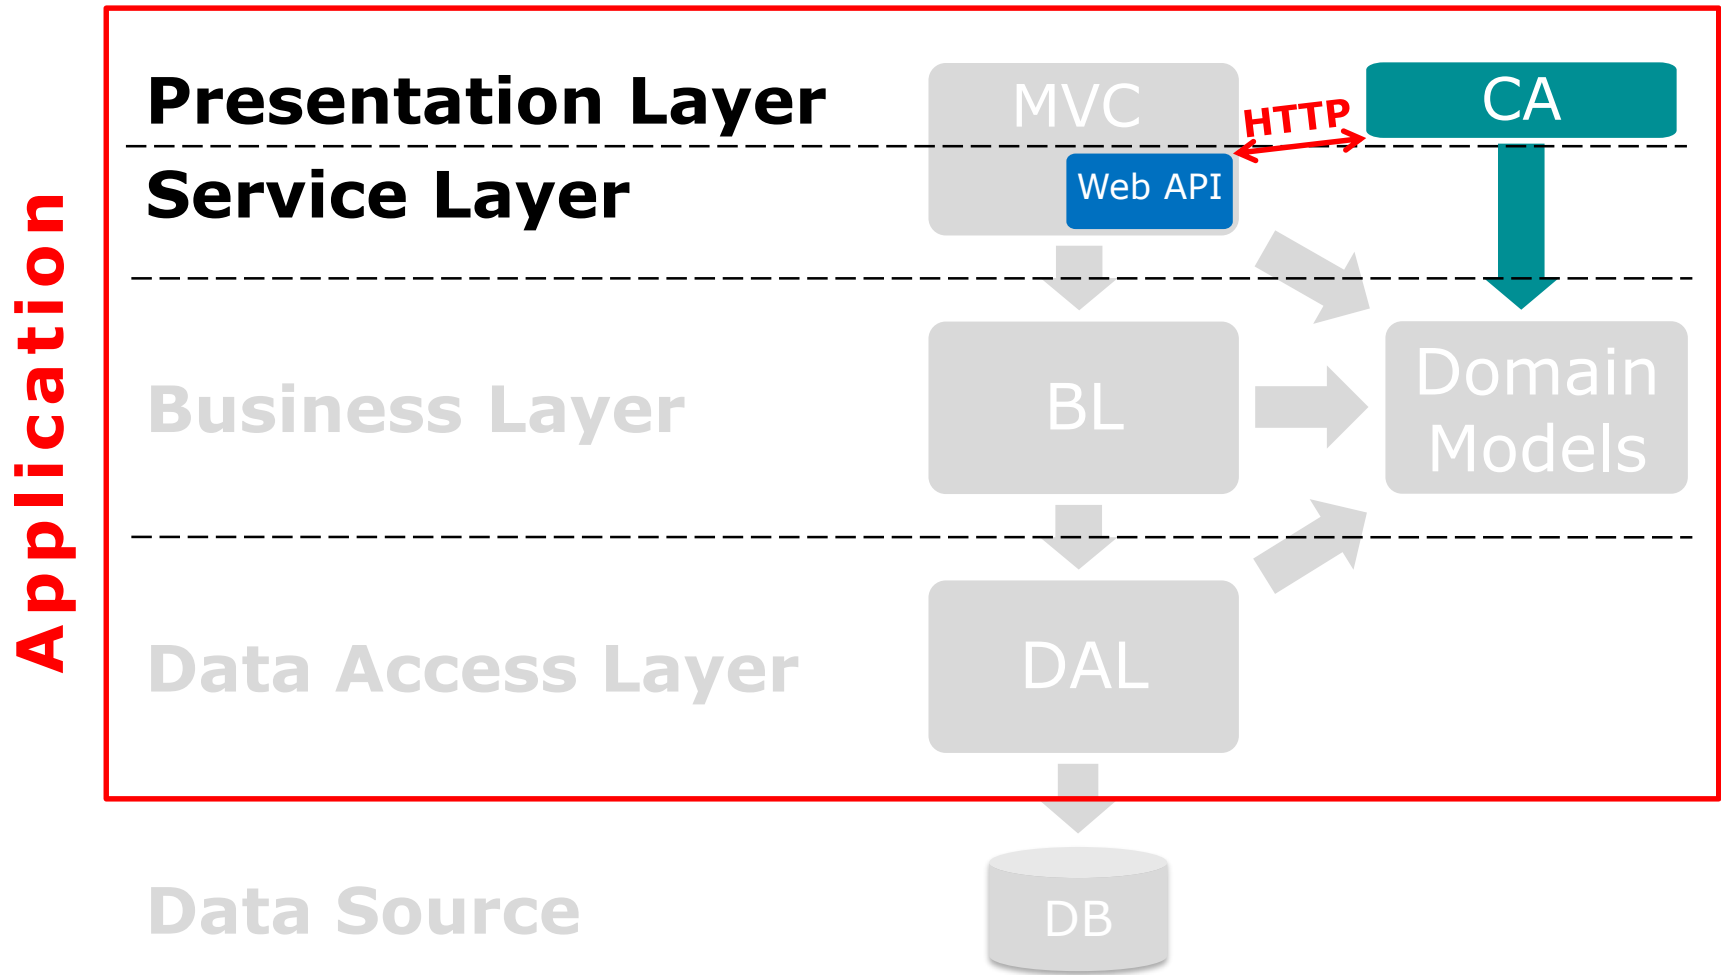 Application
Presentation Layer
MVC
HTTP
CA
Service Layer
Web API
Business Layer
BL
Domain
Models
Data Access Layer
DAL
Data Source
DB